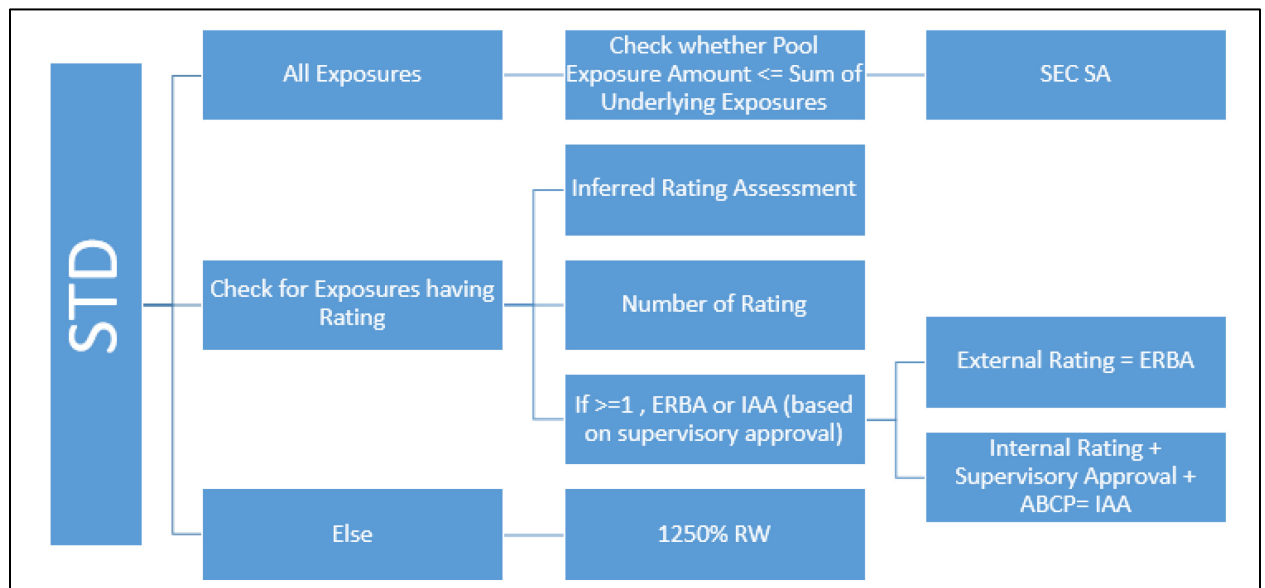 STD
All Exposures
Check whether Pool
Exposure Amount <= Sum of
Underlying Exposures
SEC SA
Check for Exposures having
Rating
Inferred Rating Assessment
Number of Rating
If >=1 , ERBA or IAA (based
on supervisory approval)
External Rating = ERBA
Internal Rating +
Supervisory Approval +
ABCP= IAA
Else
1250% RW